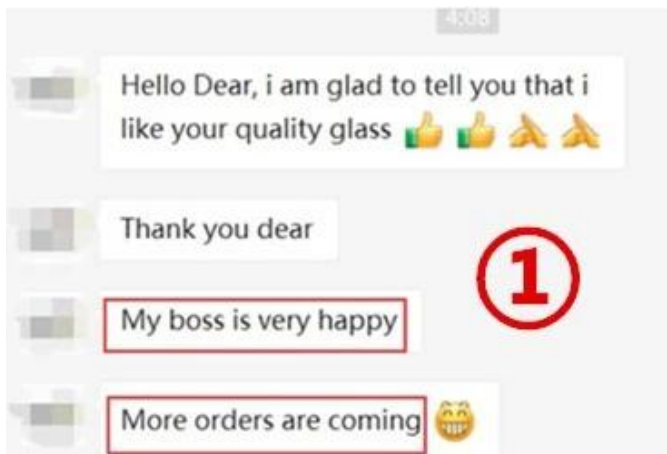 4:08
Hello Dear, i am glad to tell you that i
like your quality glass 👍 👍 🙏 🙏
Thank you dear
My boss is very happy
More orders are coming 😁
①